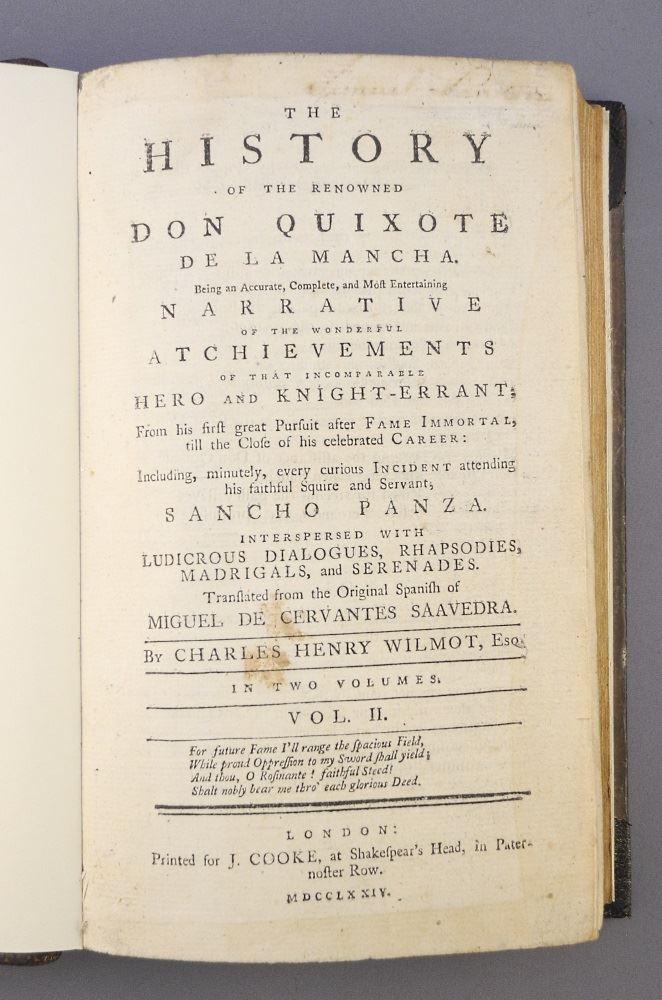 THE
HISTORY
OF THE RENOWNED
DON QUIXOTE
DE LA MANCHA.
Being an Accurate, Complete, and Moſt Entertaining
NARRATIVE
OF THE WONDERFUL
ATCHIEVEMENTS
OF THAT INCOMPARABLE
HERO AND KNIGHT-ERRANT;
From his firſt great Purſuit after FAME IMMORTAL,
till the Cloſe of his celebrated CAREER:
Including, minutely, every curious INCIDENT attending
his faithful Squire and Servant,
SANCHO PANZA.
INTERSPERSED WITH
LUDICROUS DIALOGUES, RHAPSODIES,
MADRIGALS, and SERENADES.
Tranſlated from the Original Spaniſh of
MIGUEL DE CERVANTES SAAVEDRA.
By CHARLES HENRY WILMOT, Esq.
IN TWO VOLUMES.
VOL. II.
For future Fame I'll range the ſpacious Field,
While proud Oppreſſion to my Sword ſhall yield;
And thou, O Roſinante! faithful Steed!
Shalt nobly bear me thro' each glorious Deed.
LONDON:
Printed for J. COOKE, at Shakeſpear's Head, in Pater-
noſter Row.
MDCCLXXIV.